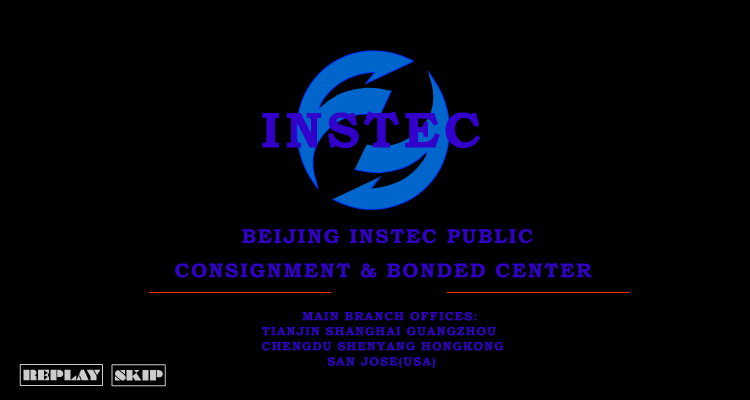 INSTEC
BEIJING INSTEC PUBLIC
CONSIGNMENT & BONDED CENTER
MAIN BRANCH OFFICES:
TIANJIN SHANGHAI GUANGZHOU
CHENGDU SHENYANG HONGKONG
SAN JOSE(USA)
REPLAY SKIP